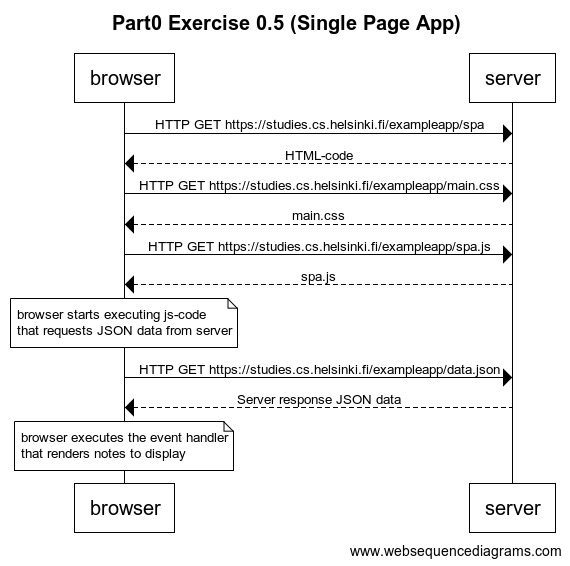 Part0 Exercise 0.5 (Single Page App)
browser
server
HTTP GET https://studies.cs.helsinki.fi/exampleapp/spa
HTML-code
HTTP GET https://studies.cs.helsinki.fi/exampleapp/main.css
main.css
HTTP GET https://studies.cs.helsinki.fi/exampleapp/spa.js
spa.js
browser starts executing js-code
that requests JSON data from server
HTTP GET https://studies.cs.helsinki.fi/exampleapp/data.json
Server response JSON data
browser executes the event handler
that renders notes to display
browser
server
www.websequencediagrams.com